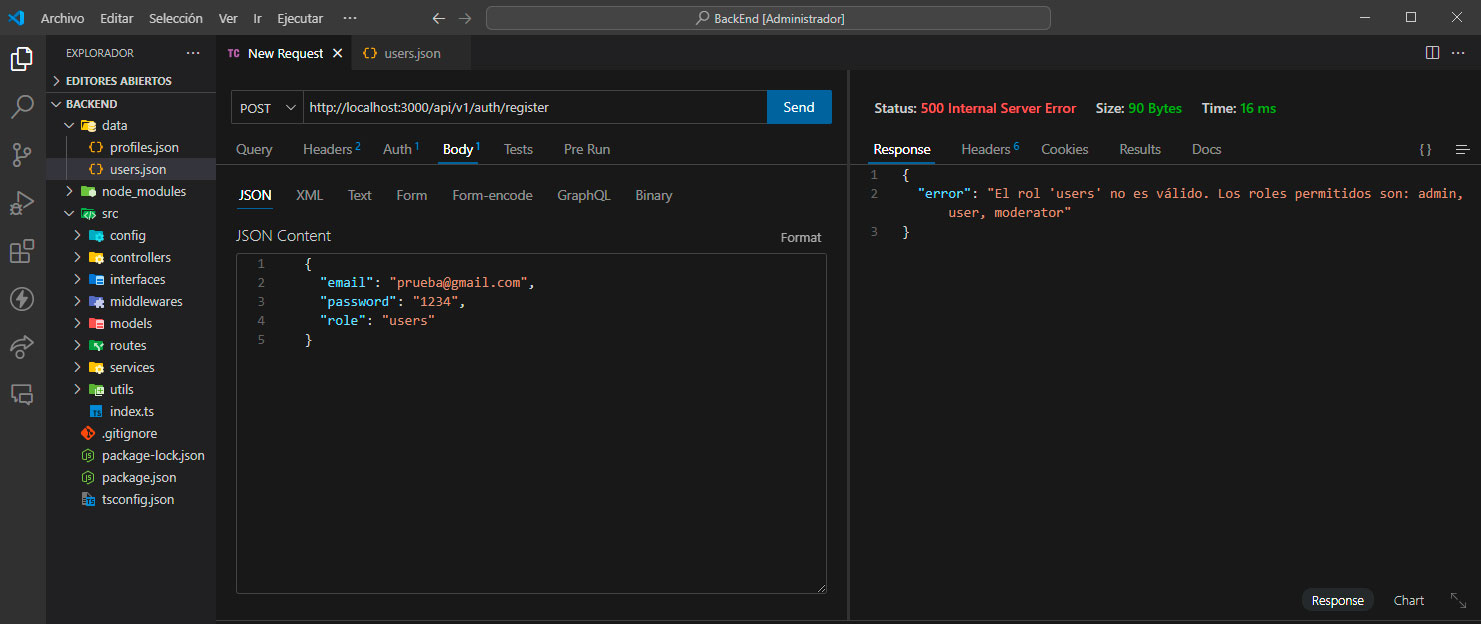 Archivo Editar Selección Ver Ir Ejecutar ··· BackEnd [Administrador]
EXPLORADOR ···
EDITORES ABIERTOS
BACKEND
data
profiles.json
users.json
node_modules
src
config
controllers
interfaces
middlewares
models
routes
services
utils
TS index.ts
.gitignore
JS package-lock.json
JS package.json
TS tsconfig.json
TC New Request {} users.json
POST http://localhost:3000/api/v1/auth/register Send
Query Headers 2 Auth 1 Body 1 Tests Pre Run
JSON XML Text Form Form-encode GraphQL Binary
JSON Content Format
1 {
2 "email": "prueba@gmail.com",
3 "password": "1234",
4 "role": "users"
5 }
Status: 500 Internal Server Error Size: 90 Bytes Time: 16 ms
Response Headers 6 Cookies Results Docs {}
1 {
2 "error": "El rol 'users' no es válido. Los roles permitidos son: admin,
user, moderator"
3 }
Response Chart